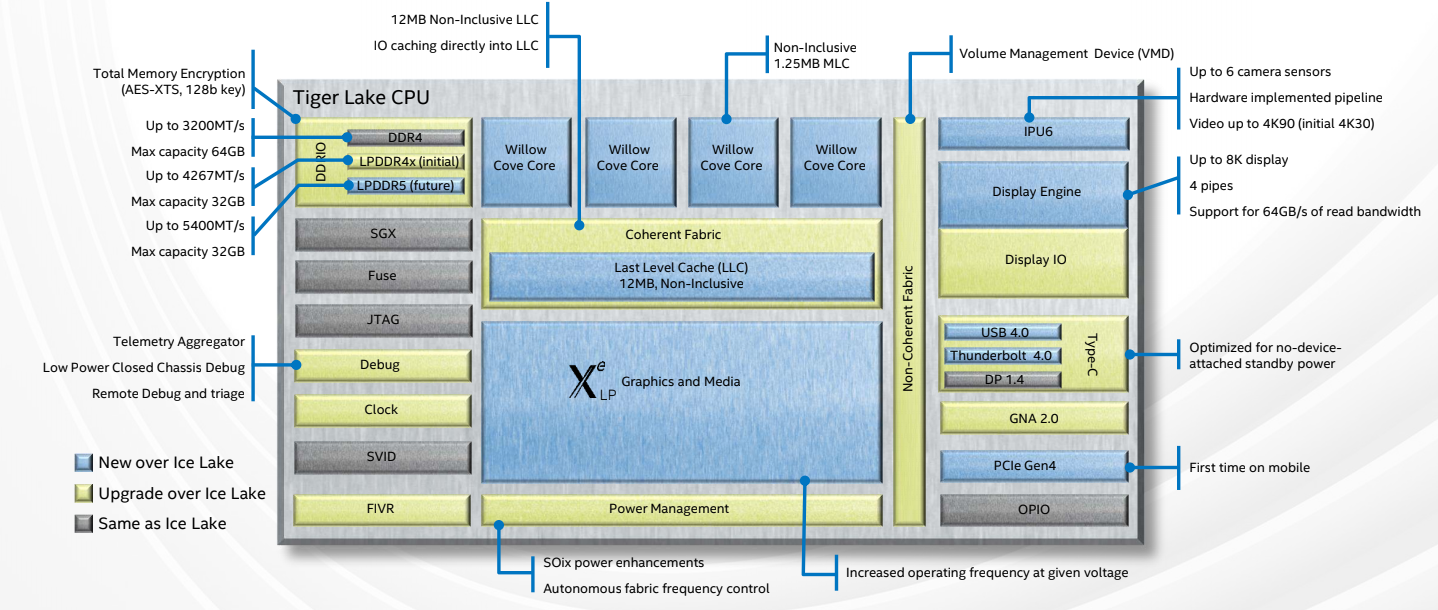 12MB Non-Inclusive LLC
IO caching directly into LLC
Non-Inclusive
1.25MB MLC
Volume Management Device (VMD)
Total Memory Encryption
(AES-XTS, 128b key)
Up to 3200MT/s
Max capacity 64GB
Up to 4267MT/s
Max capacity 32GB
Up to 5400MT/s
Max capacity 32GB
Up to 6 camera sensors
Hardware implemented pipeline
Video up to 4K90 (initial 4K30)
Up to 8K display
4 pipes
Support for 64GB/s of read bandwidth
Tiger Lake CPU
DDRIO
DDR4
LPDDR4x (initial)
LPDDR5 (future)
Willow
Cove Core
Willow
Cove Core
Willow
Cove Core
Willow
Cove Core
IPU6
Display Engine
Display IO
SGX
Fuse
JTAG
Debug
Clock
SVID
FIVR
Coherent Fabric
Last Level Cache (LLC)
12MB, Non-Inclusive
Xe LP Graphics and Media
Power Management
Non-Coherent Fabric
USB 4.0
Thunderbolt 4.0
DP 1.4
Type-C
GNA 2.0
PCIe Gen4
OPIO
Telemetry Aggregator
Low Power Closed Chassis Debug
Remote Debug and triage
Optimized for no-device-
attached standby power
First time on mobile
New over Ice Lake
Upgrade over Ice Lake
Same as Ice Lake
SOix power enhancements
Autonomous fabric frequency control
Increased operating frequency at given voltage